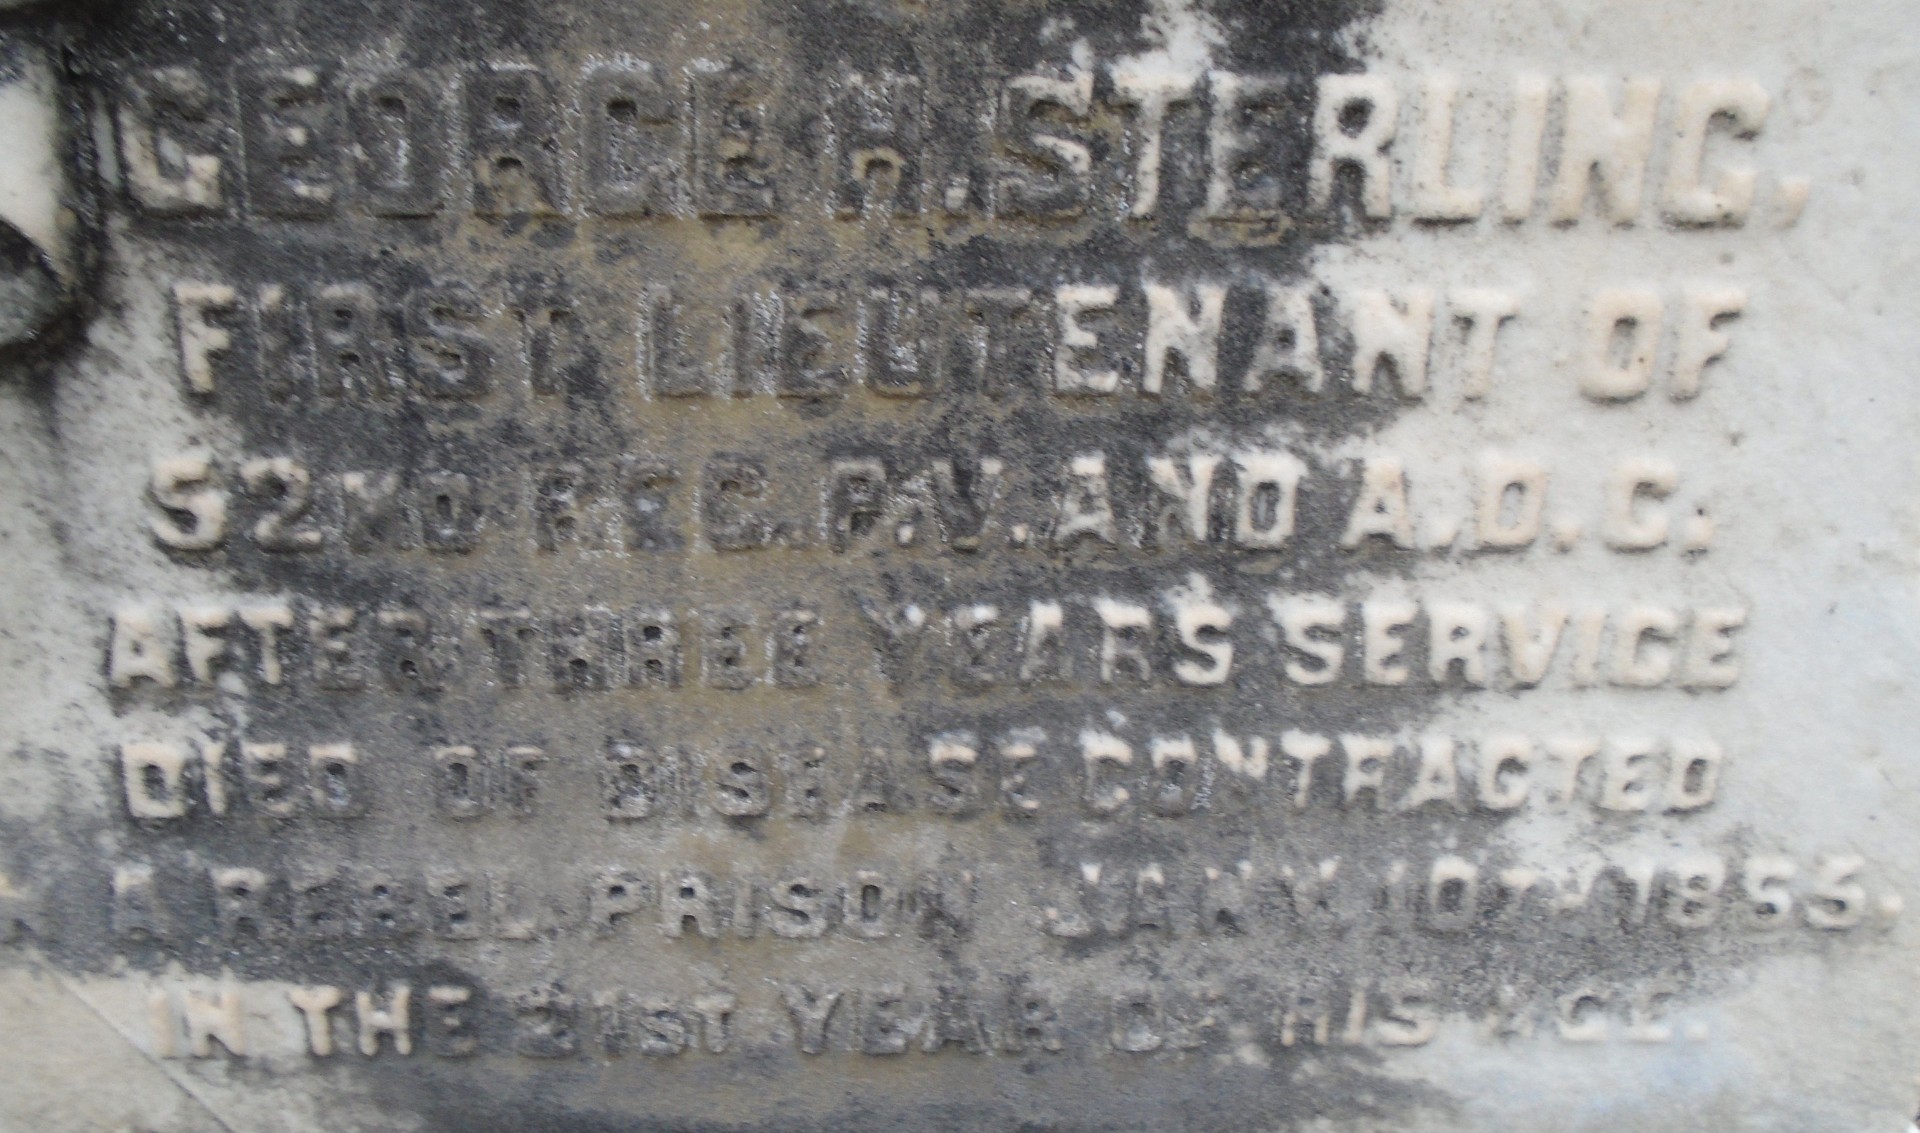 GEORGE H. STERLING,
FIRST LIEUTENANT OF
52ND REG. P.V. AND A.D.C.
AFTER THREE YEARS SERVICE
DIED OF DISEASE CONTRACTED
A REBEL PRISON JANY 10TH 1865.
IN THE 21ST YEAR OF HIS AGE.